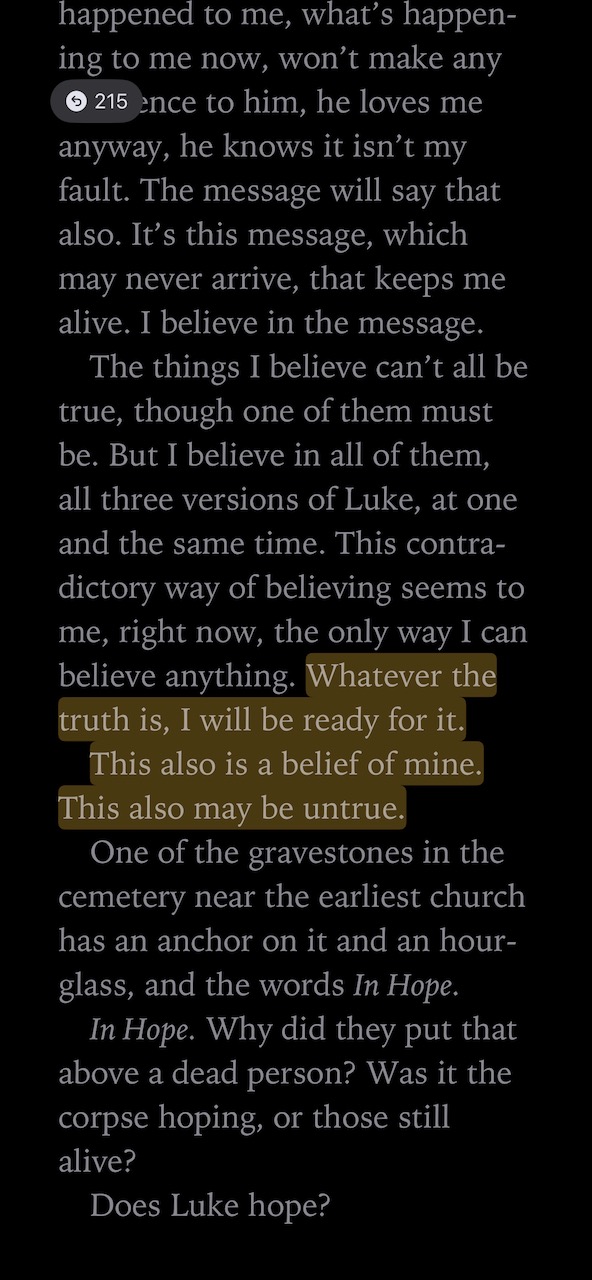 happened to me, what's happen-
ing to me now, won't make any
215 ence to him, he loves me
anyway, he knows it isn't my
fault. The message will say that
also. It's this message, which
may never arrive, that keeps me
alive. I believe in the message.
The things I believe can't all be
true, though one of them must
be. But I believe in all of them,
all three versions of Luke, at one
and the same time. This contra-
dictory way of believing seems to
me, right now, the only way I can
believe anything. Whatever the
truth is, I will be ready for it.
This also is a belief of mine.
This also may be untrue.
One of the gravestones in the
cemetery near the earliest church
has an anchor on it and an hour-
glass, and the words In Hope.
In Hope. Why did they put that
above a dead person? Was it the
corpse hoping, or those still
alive?
Does Luke hope?